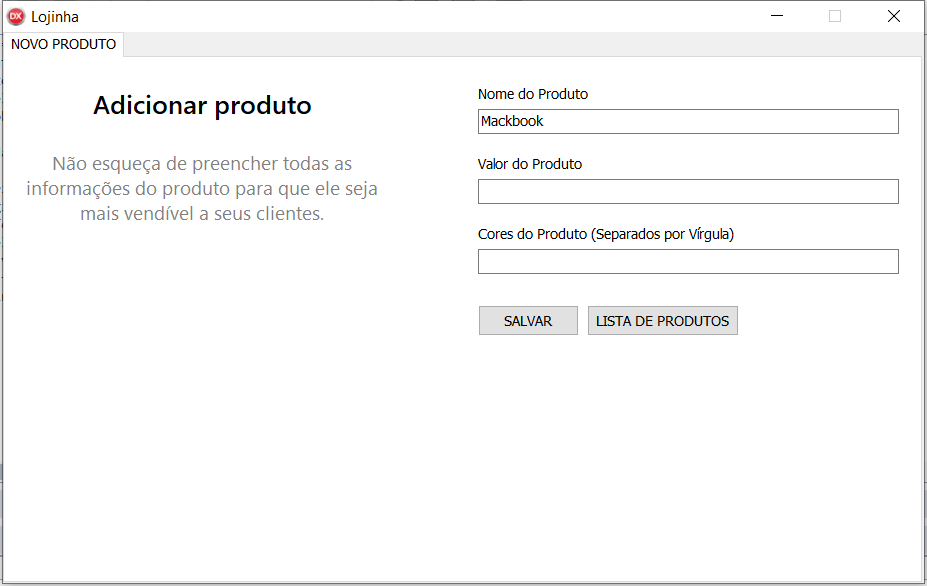 DX Lojinha
NOVO PRODUTO
Adicionar produto
Não esqueça de preencher todas as
informações do produto para que ele seja
mais vendível a seus clientes.
Nome do Produto
Mackbook
Valor do Produto
Cores do Produto (Separados por Vírgula)
SALVAR LISTA DE PRODUTOS